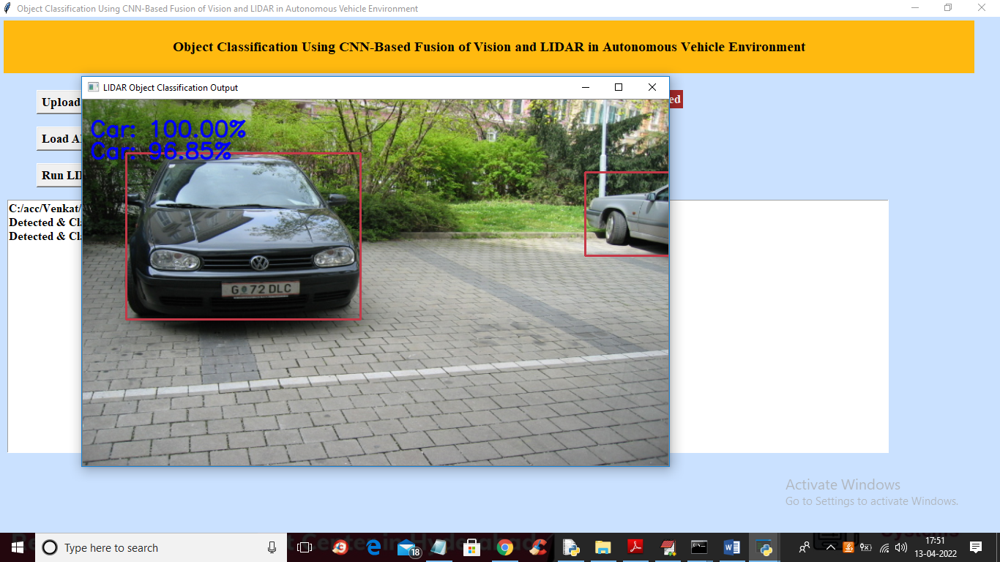 Object Classification Using CNN-Based Fusion of Vision and LIDAR in Autonomous Vehicle Environment
Object Classification Using CNN-Based Fusion of Vision and LIDAR in Autonomous Vehicle Environment
LIDAR Object Classification Output
Upload
ed
Load Al
Run LI
C:/acc/Venkat/
Detected & Cl
Detected & Cl
Car: 100.00%
Car: 96.85%
G 72 DLC
Activate Windows
Go to Settings to activate Windows.
Type here to search
18
17:51
13-04-2022